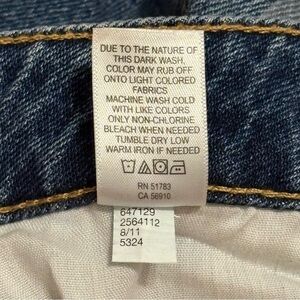 DUE TO THE NATURE OF
THIS DARK WASH,
COLOR MAY RUB OFF
ONTO LIGHT COLORED
FABRICS
MACHINE WASH COLD
WITH LIKE COLORS
ONLY NON-CHLORINE
BLEACH WHEN NEEDED
TUMBLE DRY LOW
WARM IRON IF NEEDED
RN 51783
CA 56910
647129
2564112
8/11
5324